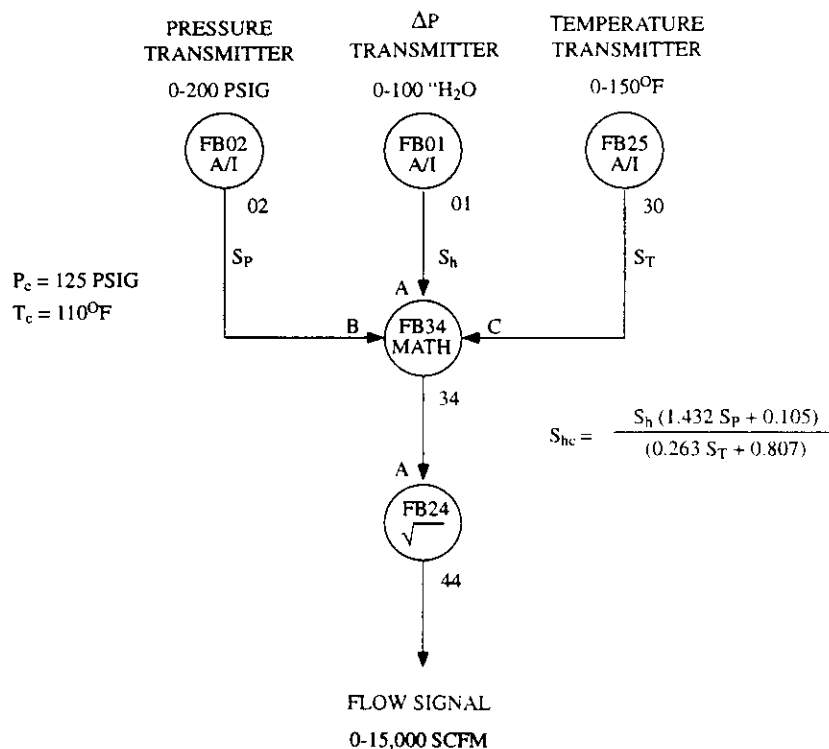 PRESSURE
TRANSMITTER
0-200 PSIG
ΔP
TRANSMITTER
0-100 "H₂O
TEMPERATURE
TRANSMITTER
0-150°F
FB02
A/I
FB01
A/I
FB25
A/I
02
01
30
Sₚ
Sₕ
S_T
P_c = 125 PSIG
T_c = 110°F
A
B
FB34
MATH
C
34
S_hc = S_h (1.432 S_P + 0.105) / (0.263 S_T + 0.807)
A
FB24
√
44
FLOW SIGNAL
0-15,000 SCFM